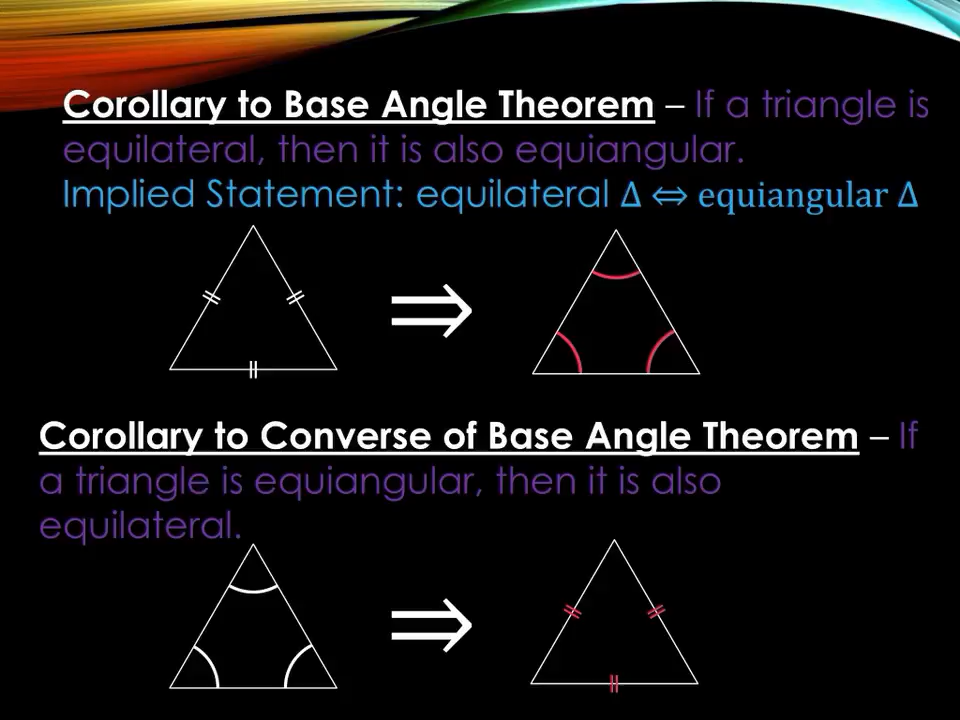 Corollary to Base Angle Theorem – If a triangle is
equilateral, then it is also equiangular.
Implied Statement: equilateral Δ ⇔ equiangular Δ
⇒
Corollary to Converse of Base Angle Theorem – If
a triangle is equiangular, then it is also
equilateral.
⇒